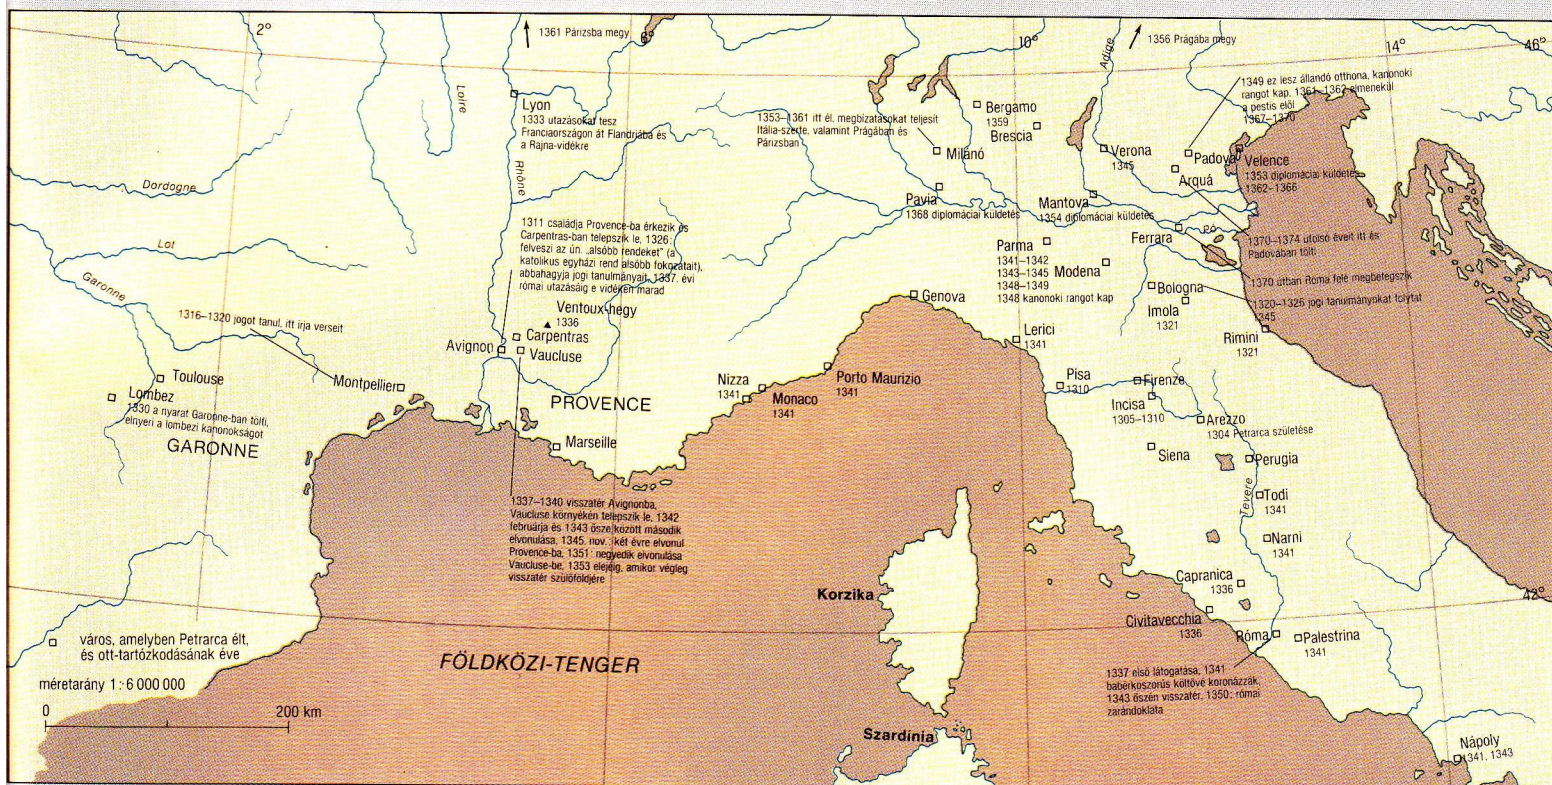 2°
1361 Párizsba megy
6°
10°
1356 Prágába megy
14°
46°
Loire
Adige
Lyon
1333 utazásokat tesz
Franciaországon át Flandriába és
a Rajna-vidékre
Rhône
1353–1361 itt él, megbízatásokat teljesít
Itália-szerte, valamint Prágában és
Párizsban
Bergamo
1359
Brescia
Milánó
Pavia
1368 diplomáciai küldetés
Verona
1345
1349 ez lesz állandó otthona, kanonoki
rangot kap. 1361–1362 elmenekül
a pestis elől
1367–1370
Padova
Arquá
Velence
1353 diplomáciai küldetés
1362–1366
Mantova
1354 diplomáciai küldetés
Ferrara
Pó
1370–1374 utolsó éveit itt és
Padovában tölti
1370 útban Róma felé megbetegszik
1320–1326 jogi tanulmányokat folytat
1345
Parma
1341–1342
1343–1345
1348–1349
1348 kanonoki rangot kap
Modena
Bologna
Imola
1321
Rimini
1321
Dordogne
Lot
Garonne
1311 családja Provence-ba érkezik és
Carpentras-ban telepszik le, 1326:
felveszi az ún. „alsóbb rendeket” (a
katolikus egyházi rend alsóbb fokozatait),
abbahagyja jogi tanulmányait, 1337. évi
római utazásáig e vidéken marad
Ventoux-hegy
1336
Carpentras
Avignon
Vaucluse
1316–1320 jogot tanul, itt írja verseit
Montpellier
Toulouse
Lombez
1330 a nyarat Garonne-ban tölti,
elnyeri a lombezi kanonokságot
GARONNE
PROVENCE
Marseille
Nizza
1341
Monaco
1341
Porto Maurizio
1341
Genova
Lerici
1341
Pisa
1310
Firenze
Incisa
1305–1310
Arezzo
1304 Petrarca születése
Siena
Perugia
Tevere
Todi
1341
Narni
1341
Capranica
1336
Civitavecchia
1336
Róma
Palestrina
1341
42°
1337 első látogatása, 1341
babérkoszorús költővé koronázzák,
1343 őszén visszatér, 1350: római
zarándoklata
Nápoly
1341, 1343
1337–1340 visszatér Avignonba,
Vaucluse környékén telepszik le, 1342
februárja és 1343 ősze között második
elvonulása, 1345. nov.: két évre elvonul
Provence-ba, 1351: negyedik elvonulása
Vaucluse-be, 1353 elejéig, amikor végleg
visszatér szülőföldjére
Korzika
Szardínia
FÖLDKÖZI-TENGER
város, amelyben Petrarca élt,
és ott-tartózkodásának éve
méretarány 1 : 6 000 000
0 200 km